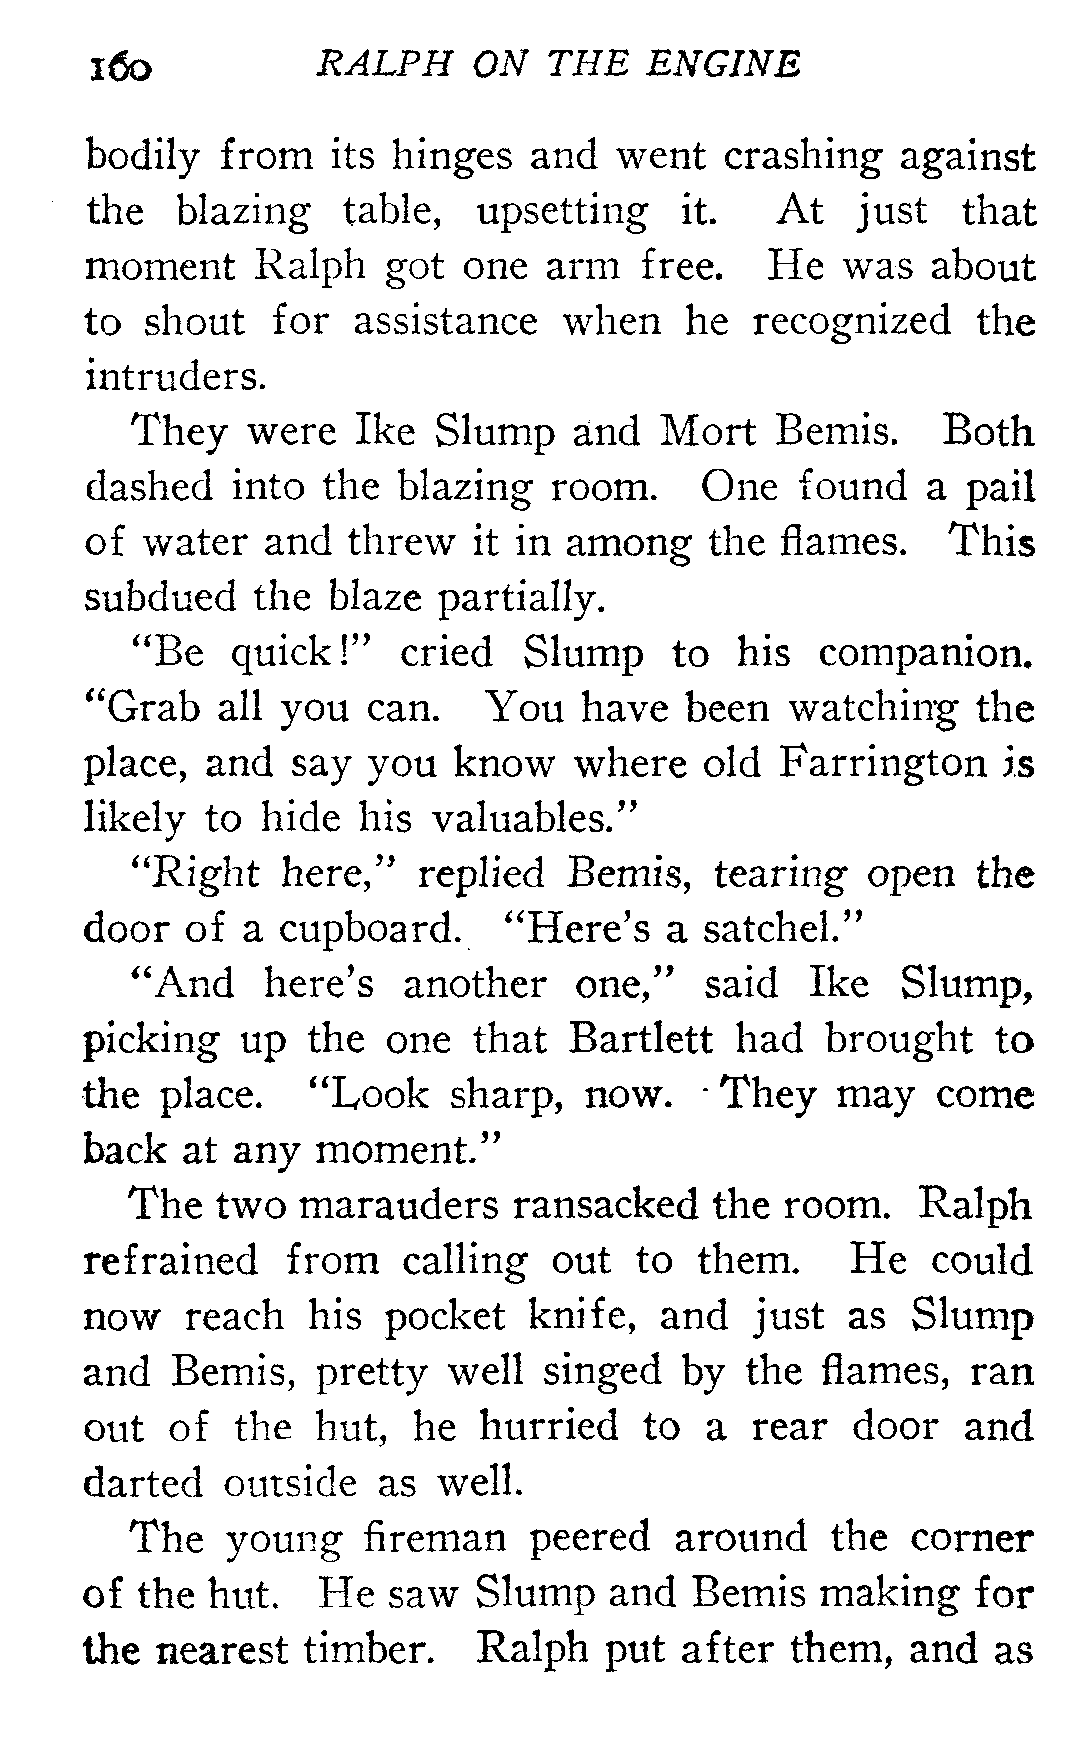 160 RALPH ON THE ENGINE
bodily from its hinges and went crashing against
the blazing table, upsetting it. At just that
moment Ralph got one arm free. He was about
to shout for assistance when he recognized the
intruders.
They were Ike Slump and Mort Bemis. Both
dashed into the blazing room. One found a pail
of water and threw it in among the flames. This
subdued the blaze partially.
“Be quick!” cried Slump to his companion.
“Grab all you can. You have been watching the
place, and say you know where old Farrington is
likely to hide his valuables.”
“Right here,” replied Bemis, tearing open the
door of a cupboard. “Here’s a satchel.”
“And here’s another one,” said Ike Slump,
picking up the one that Bartlett had brought to
the place. “Look sharp, now. They may come
back at any moment.”
The two marauders ransacked the room. Ralph
refrained from calling out to them. He could
now reach his pocket knife, and just as Slump
and Bemis, pretty well singed by the flames, ran
out of the hut, he hurried to a rear door and
darted outside as well.
The young fireman peered around the corner
of the hut. He saw Slump and Bemis making for
the nearest timber. Ralph put after them, and as